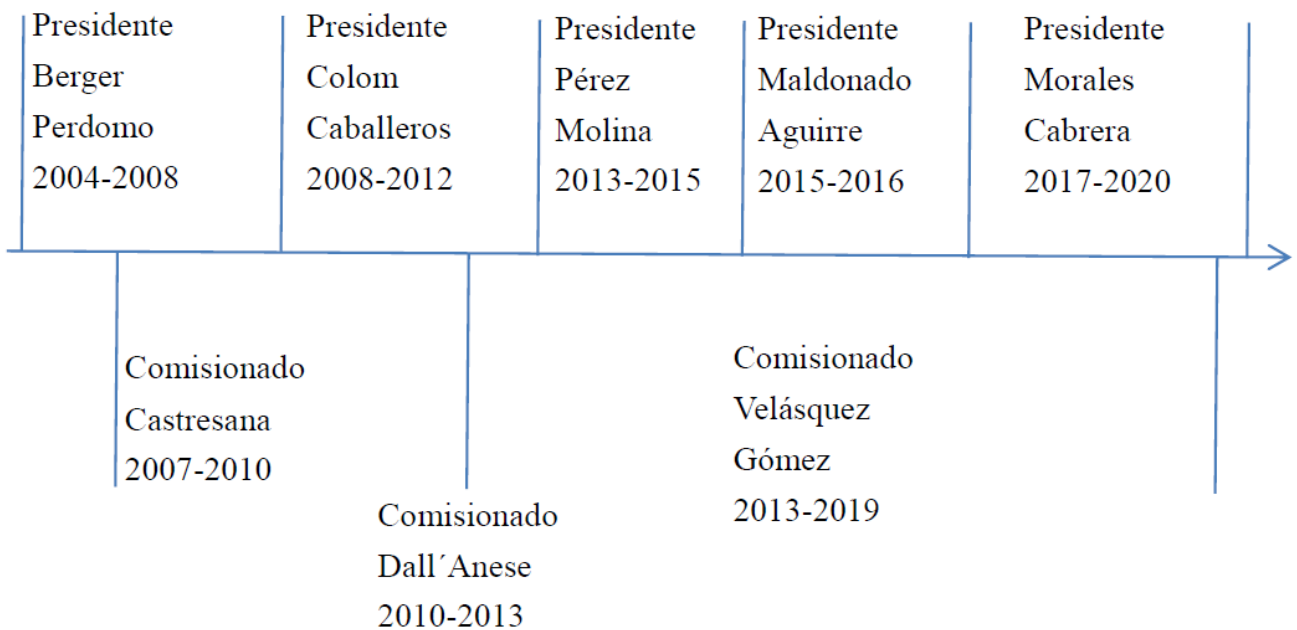 Presidente
Berger
Perdomo
2004-2008
Presidente
Colom
Caballeros
2008-2012
Presidente
Pérez
Molina
2013-2015
Presidente
Maldonado
Aguirre
2015-2016
Presidente
Morales
Cabrera
2017-2020
Comisionado
Castresana
2007-2010
Comisionado
Dall´Anese
2010-2013
Comisionado
Velásquez
Gómez
2013-2019